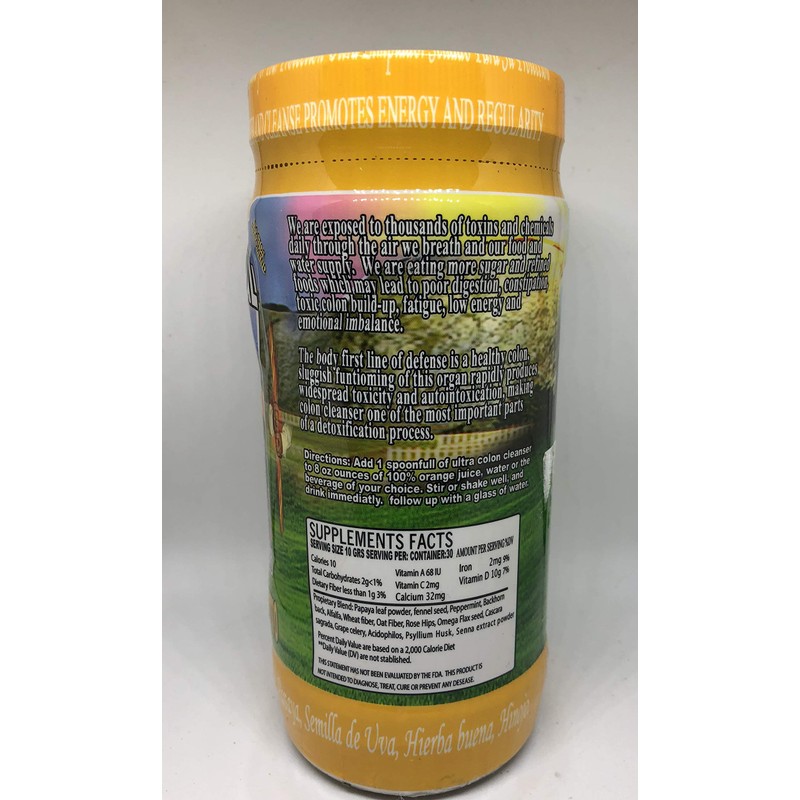 AND CLEANSE PROMOTES ENERGY AND REGULARITY
We are exposed to thousands of toxins and chemicals
daily through the air we breath and our food and
water supply. We are eating more sugar and refined
foods which may lead to poor digestion, constipation,
toxic colon build-up, fatigue, low energy and
emotional imbalance.
The body first line of defense is a healthy colon,
sluggish funtioming of this organ rapidly produces
widespread toxicity and autointoxication, making
colon cleanser one of the most important parts
of a detoxification process.
Directions: Add 1 spoonfull of ultra colon cleanser
to 8 oz ounces of 100% orange juice, water or the
beverage of your choice. Stir or shake well, and
drink immediatly. follow up with a glass of water.
SUPPLEMENTS FACTS
SERVING SIZE 10 GRS SERVING PER: CONTAINER:30 AMOUNT PER SERVING %DV
Calories 10
Total Carbohydrates 2g<1%
Dietary Fiber less than 1g 3%
Vitamin A 68 IU
Vitamin C 2mg
Calcium 32mg
Iron 2mg 9%
Vitamin D 10g 7%
Propietary Blend: Papaya leaf powder, fennel seed, Peppermint, Backhorn
back, Alfalfa, Wheat fiber, Oat Fiber, Rose Hips, Omega Flax seed, Cascara
sagrada, Grape celery, Acidophilos, Psyllium Husk, Senna extract powder
Percent Daily Value are based on a 2,000 Calorie Diet
**Daily Value (DV) are not stablished.
THIS STATEMENT HAS NOT BEEN EVALUATED BY THE FDA. THIS PRODUCT IS
NOT INTENDED TO DIAGNOSE, TREAT, CURE OR PREVENT ANY DESEASE.
Semilla de Uva, Hierba buena,